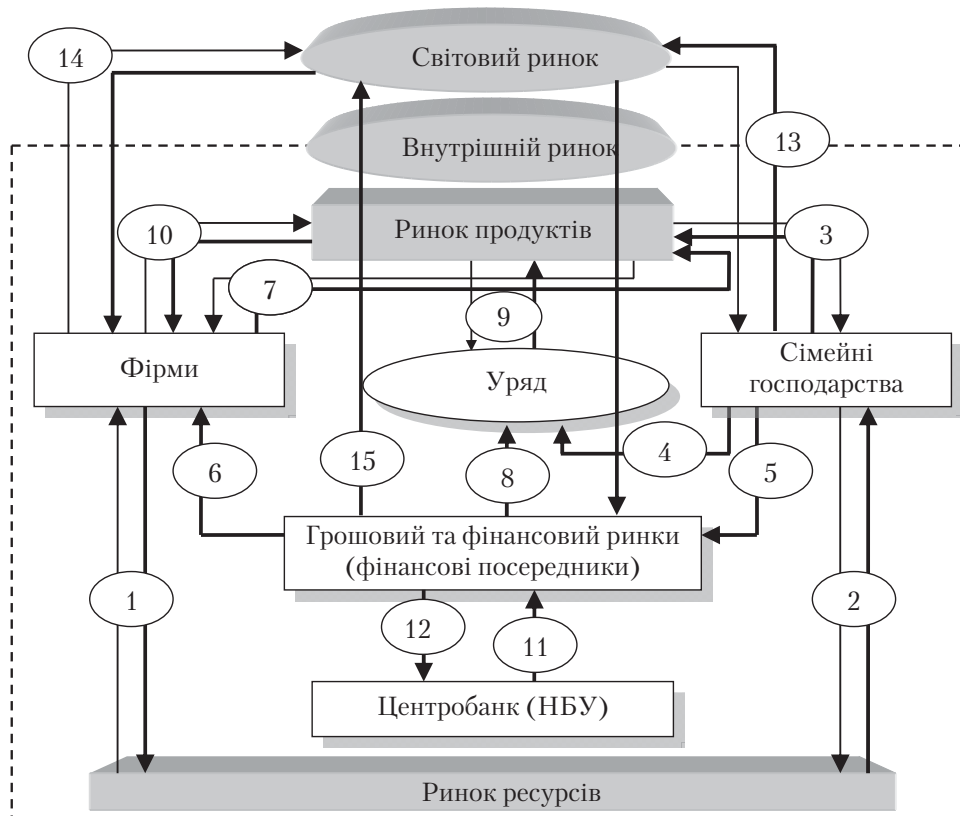 14
Світовий ринок
Внутрішній ринок
13
Ринок продуктів
10
3
7
9
Фірми
Уряд
Сімейні
господарства
6
15
8
4
5
Грошовий та фінансовий ринки
(фінансові посередники)
1
2
12
11
Центробанк (НБУ)
Ринок ресурсів